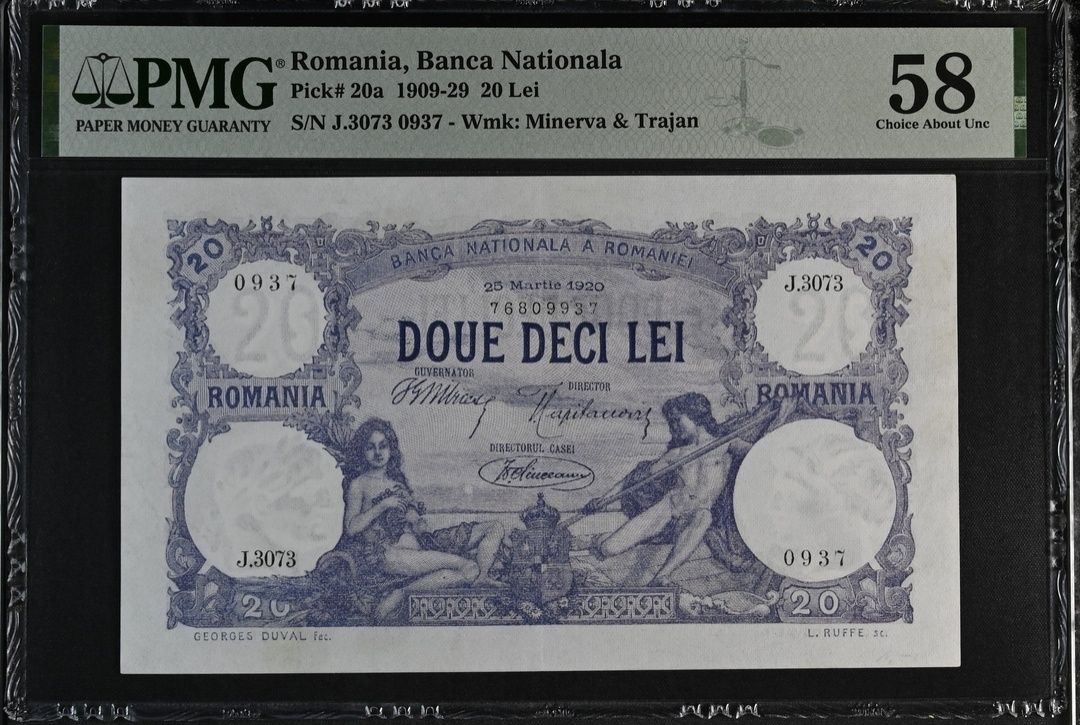 PMG®
PAPER MONEY GUARANTY
Romania, Banca Nationala
Pick# 20a 1909-29 20 Lei
S/N J.3073 0937 - Wmk: Minerva & Trajan
58
Choice About Unc
20
BANCA NATIONALA A ROMANIEI
20
0937
25 Martie 1920
J.3073
76809937
20
DOUE DECI LEI
20
GUVERNATOR
DIRECTOR
ROMANIA
ROMANIA
DIRECTORUL CASEI
J.3073
0937
20
20
GEORGES DUVAL fec.
L. RUFFE sc.